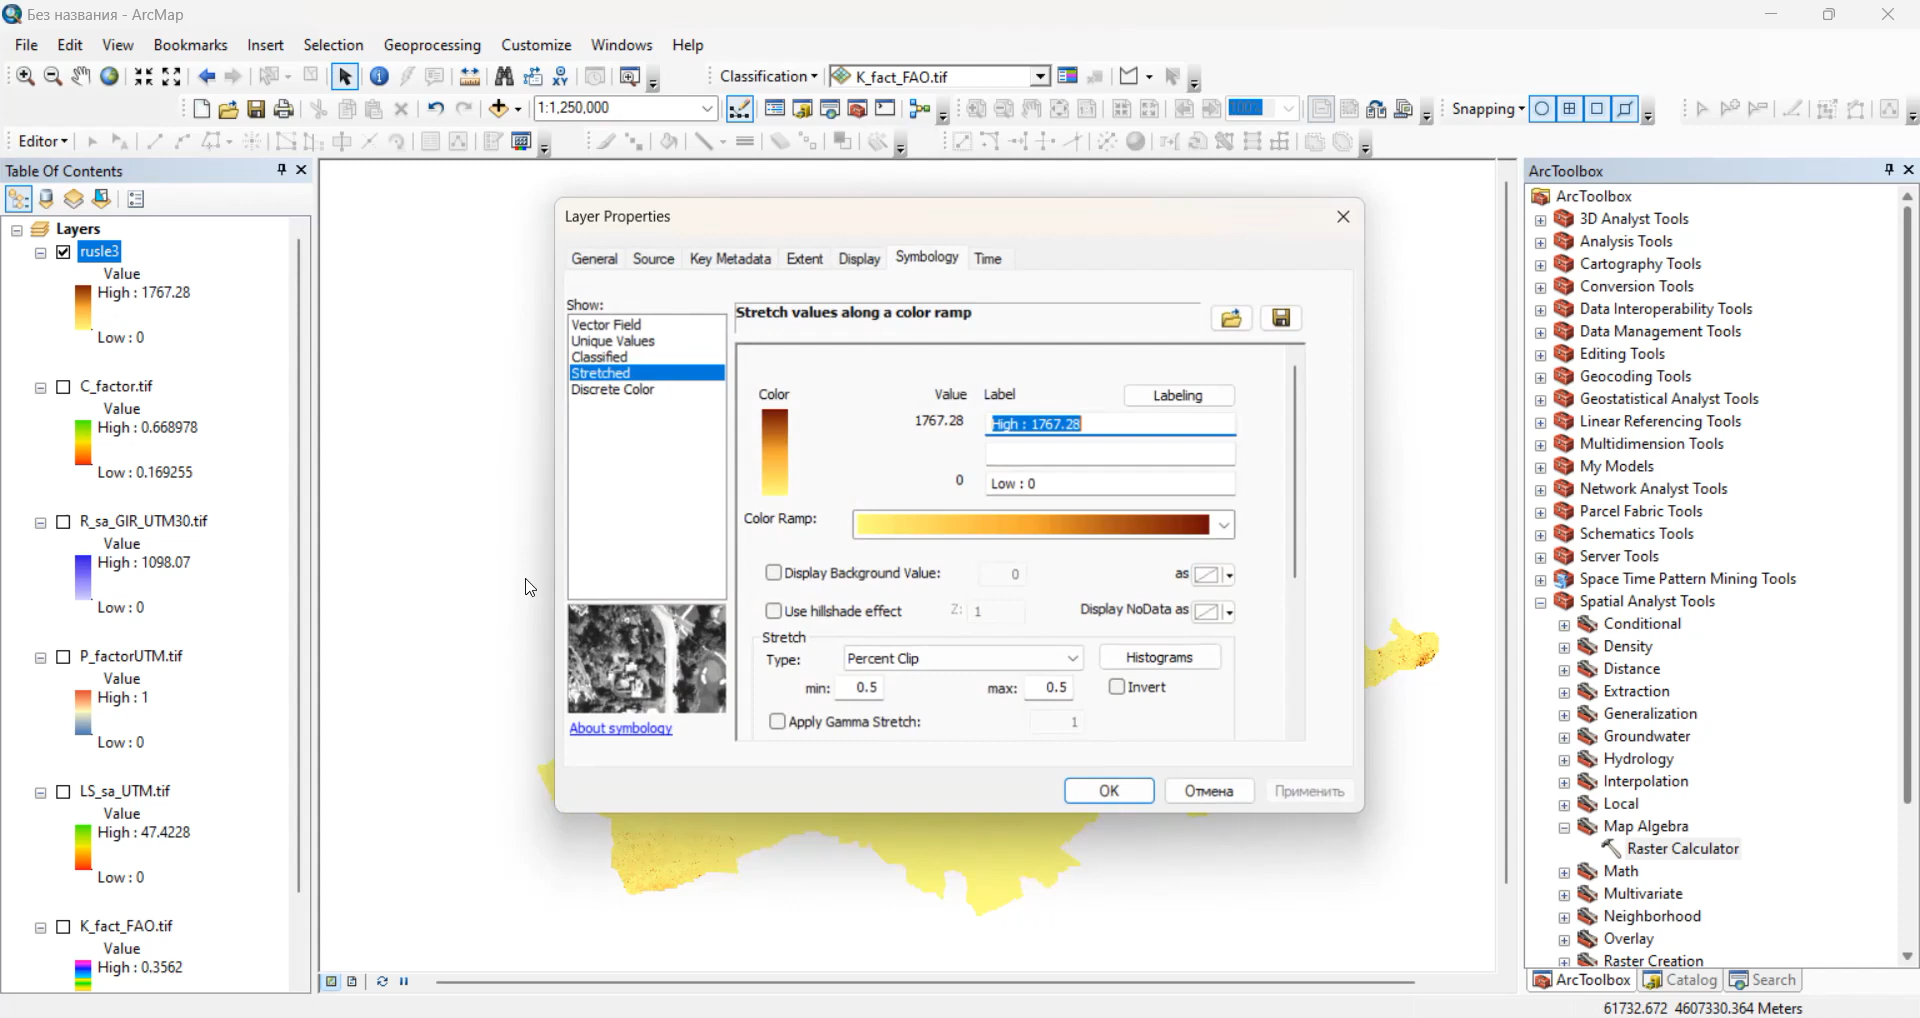 Без названия - ArcMap
File Edit View Bookmarks Insert Selection Geoprocessing Customize Windows Help
Classification K_fact_FAO.tif
1:1,250,000 100% Snapping
Editor
Table Of Contents
Layers
rusle3
Value
High : 1767.28
Low : 0
C_factor.tif
Value
High : 0.668978
Low : 0.169255
R_sa_GIR_UTM30.tif
Value
High : 1098.07
Low : 0
P_factorUTM.tif
Value
High : 1
Low : 0
LS_sa_UTM.tif
Value
High : 47.4228
Low : 0
K_fact_FAO.tif
Value
High : 0.3562
Layer Properties
General Source Key Metadata Extent Display Symbology Time
Show:
Vector Field
Unique Values
Classified
Stretched
Discrete Color
About symbology
Stretch values along a color ramp
Color Value Label Labeling
1767.28 High : 1767.28
0 Low : 0
Color Ramp:
Display Background Value: 0 as
Use hillshade effect Z: 1 Display NoData as
Stretch
Type: Percent Clip Histograms
min: 0.5 max: 0.5 Invert
Apply Gamma Stretch: 1
OK Отмена Применить
ArcToolbox
ArcToolbox
3D Analyst Tools
Analysis Tools
Cartography Tools
Conversion Tools
Data Interoperability Tools
Data Management Tools
Editing Tools
Geocoding Tools
Geostatistical Analyst Tools
Linear Referencing Tools
Multidimension Tools
My Models
Network Analyst Tools
Parcel Fabric Tools
Schematics Tools
Server Tools
Space Time Pattern Mining Tools
Spatial Analyst Tools
Conditional
Density
Distance
Extraction
Generalization
Groundwater
Hydrology
Interpolation
Local
Map Algebra
Raster Calculator
Math
Multivariate
Neighborhood
Overlay
Raster Creation
ArcToolbox Catalog Search
61732.672 4607330.364 Meters